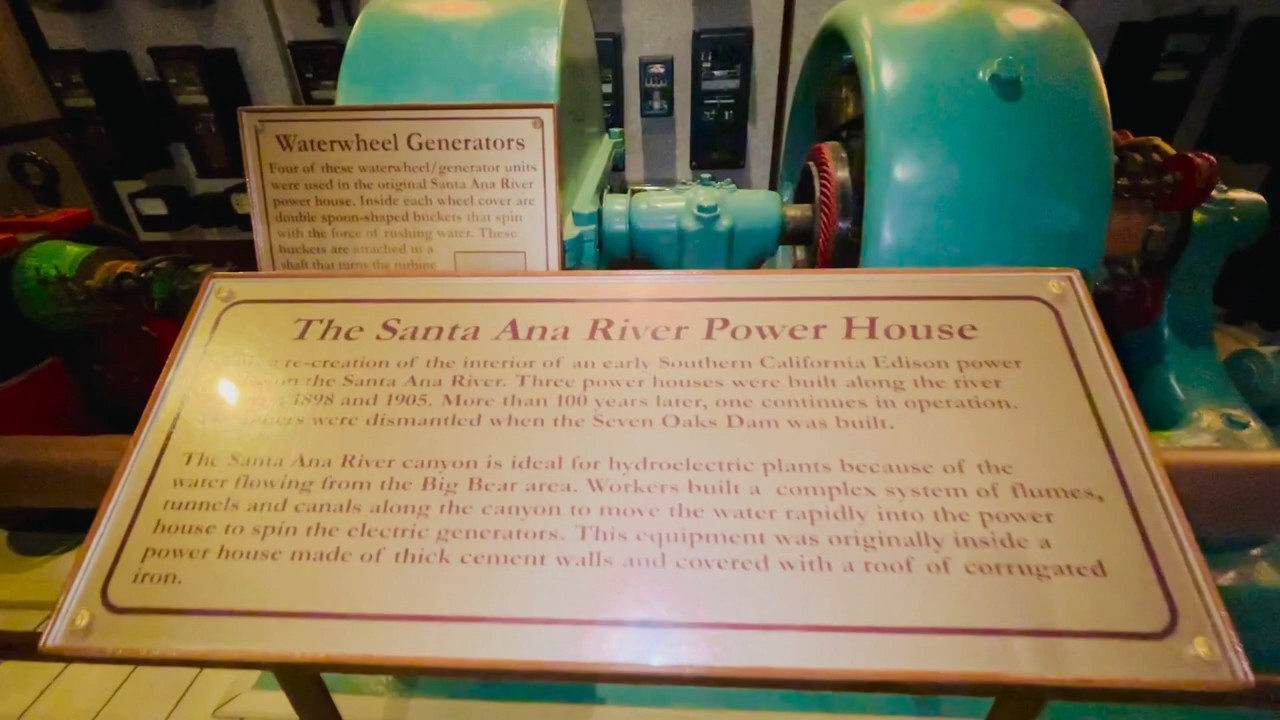 Waterwheel Generators
Four of these waterwheel/generator units
were used in the original Santa Ana River
power house. Inside each wheel cover are
double spoon-shaped buckets that spin
with the force of rushing water. These
buckets are attached to a
shaft that turns the turbine
The Santa Ana River Power House
re-creation of the interior of an early Southern California Edison power
on the Santa Ana River. Three power houses were built along the river
1898 and 1905. More than 100 years later, one continues in operation.
were dismantled when the Seven Oaks Dam was built.
The Santa Ana River canyon is ideal for hydroelectric plants because of the
water flowing from the Big Bear area. Workers built a complex system of flumes,
tunnels and canals along the canyon to move the water rapidly into the power
house to spin the electric generators. This equipment was originally inside a
power house made of thick cement walls and covered with a roof of corrugated
iron.